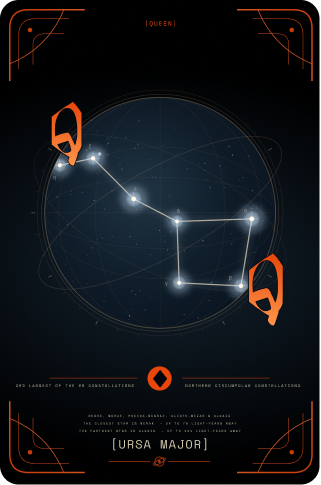 [QUEEN]
Q
Q
3RD LARGEST OF THE 88 CONSTELLATIONS
NORTHERN CIRCUMPOLAR CONSTELLATIONS
DUBHE, MERAK, PHECDA, MEGREZ, ALIOTH, MIZAR & ALKAID
THE CLOSEST STAR IS MERAK - UP TO 79 LIGHT-YEARS AWAY
THE FARTHEST STAR IS ALKAID - UP TO LIGHT-YEARS AWAY
[URSA MAJOR]